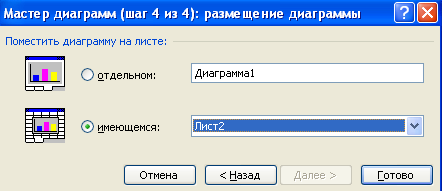 Мастер диаграмм (шаг 4 из 4): размещение диаграммы
Поместить диаграмму на листе:
отдельном: Диаграмма1
имеющемся: Лист2
Отмена < Назад Далее > Готово